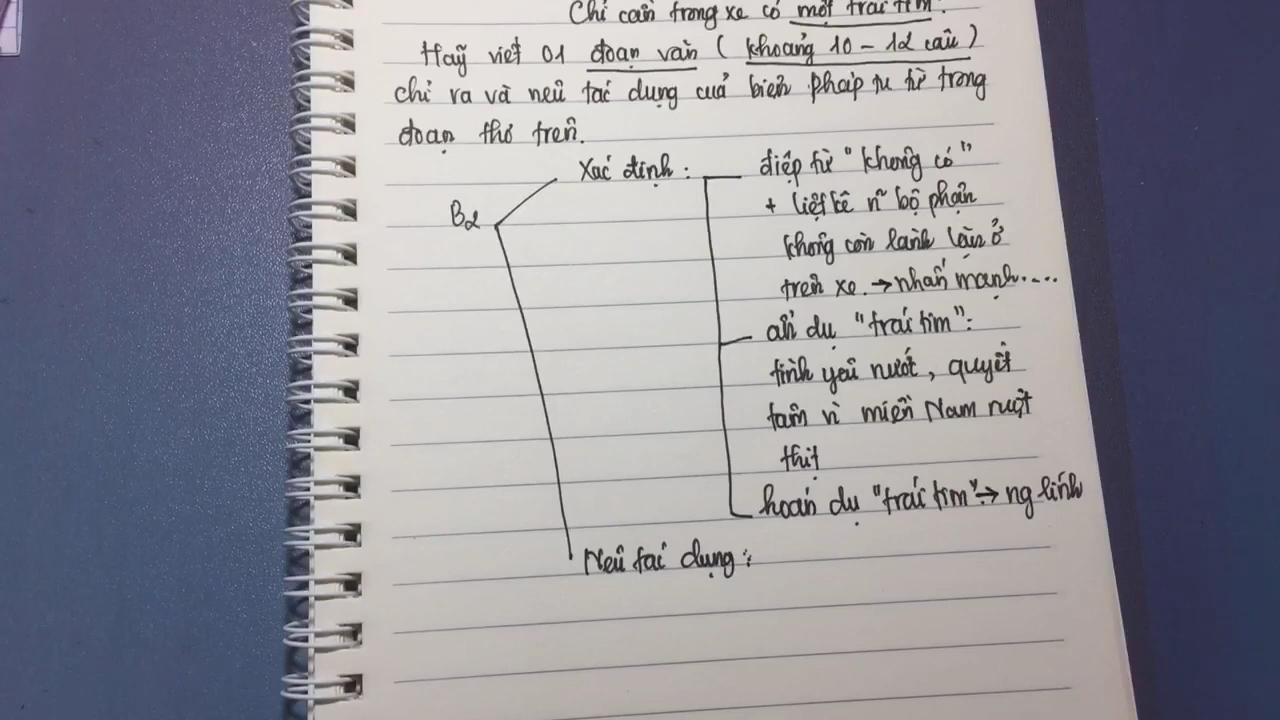 Chỉ cần trong xe có một trái tim.
Hãy viết 01 đoạn văn (khoảng 10 - 12 câu)
chỉ ra và nêu tác dụng của biện pháp tu từ trong
đoạn thơ trên.
Xác định :
điệp từ "không có"
B2
+ liệt kê n~ bộ phận
không còn lành lặn ở
trên xe. → nhấn mạnh....
ẩn dụ "trái tim":
tình yêu nước, quyết
tâm vì miền Nam ruột
thịt
hoán dụ "trái tim" → ng lính
Nêu tác dụng :